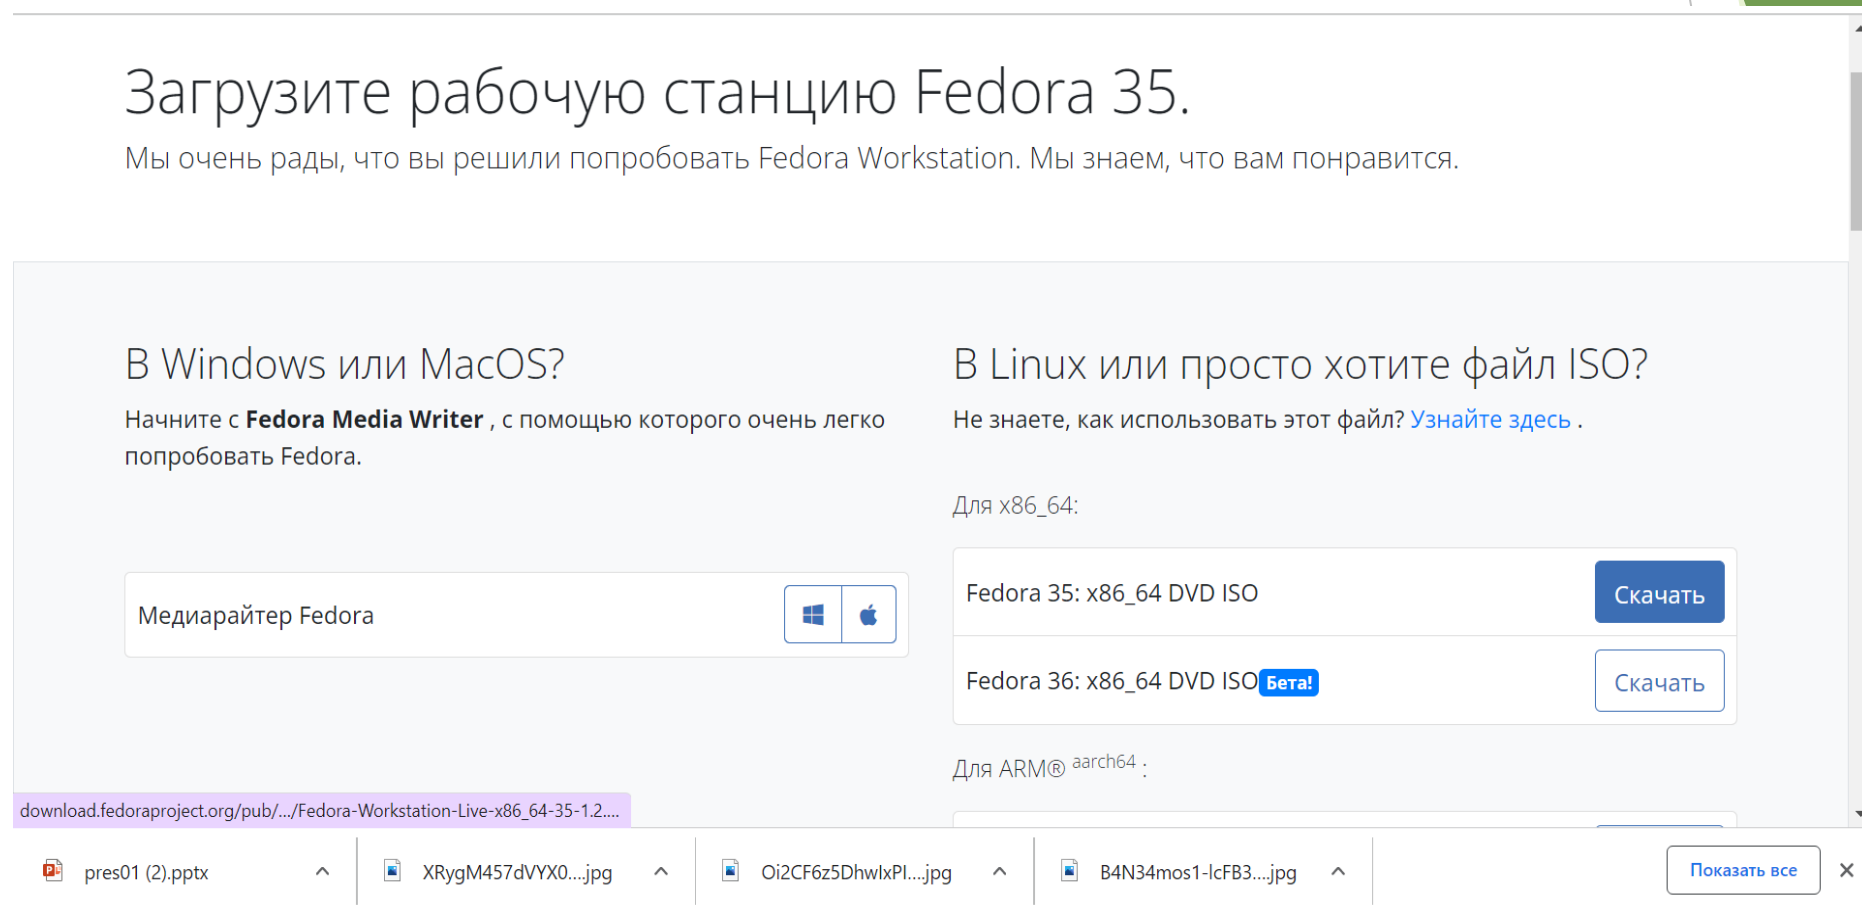 Загрузите рабочую станцию Fedora 35.
Мы очень рады, что вы решили попробовать Fedora Workstation. Мы знаем, что вам понравится.
В Windows или MacOS?
Начните с Fedora Media Writer , с помощью которого очень легко
попробовать Fedora.
Медиарайтер Fedora
В Linux или просто хотите файл ISO?
Не знаете, как использовать этот файл? Узнайте здесь .
Для x86_64:
Fedora 35: x86_64 DVD ISO
Скачать
Fedora 36: x86_64 DVD ISO Бета!
Скачать
Для ARM® aarch64 :
download.fedoraproject.org/pub/.../Fedora-Workstation-Live-x86_64-35-1.2....
pres01 (2).pptx
XRygM457dVYX0....jpg
Oi2CF6z5DhwIxPI....jpg
B4N34mos1-lcFB3....jpg
Показать все